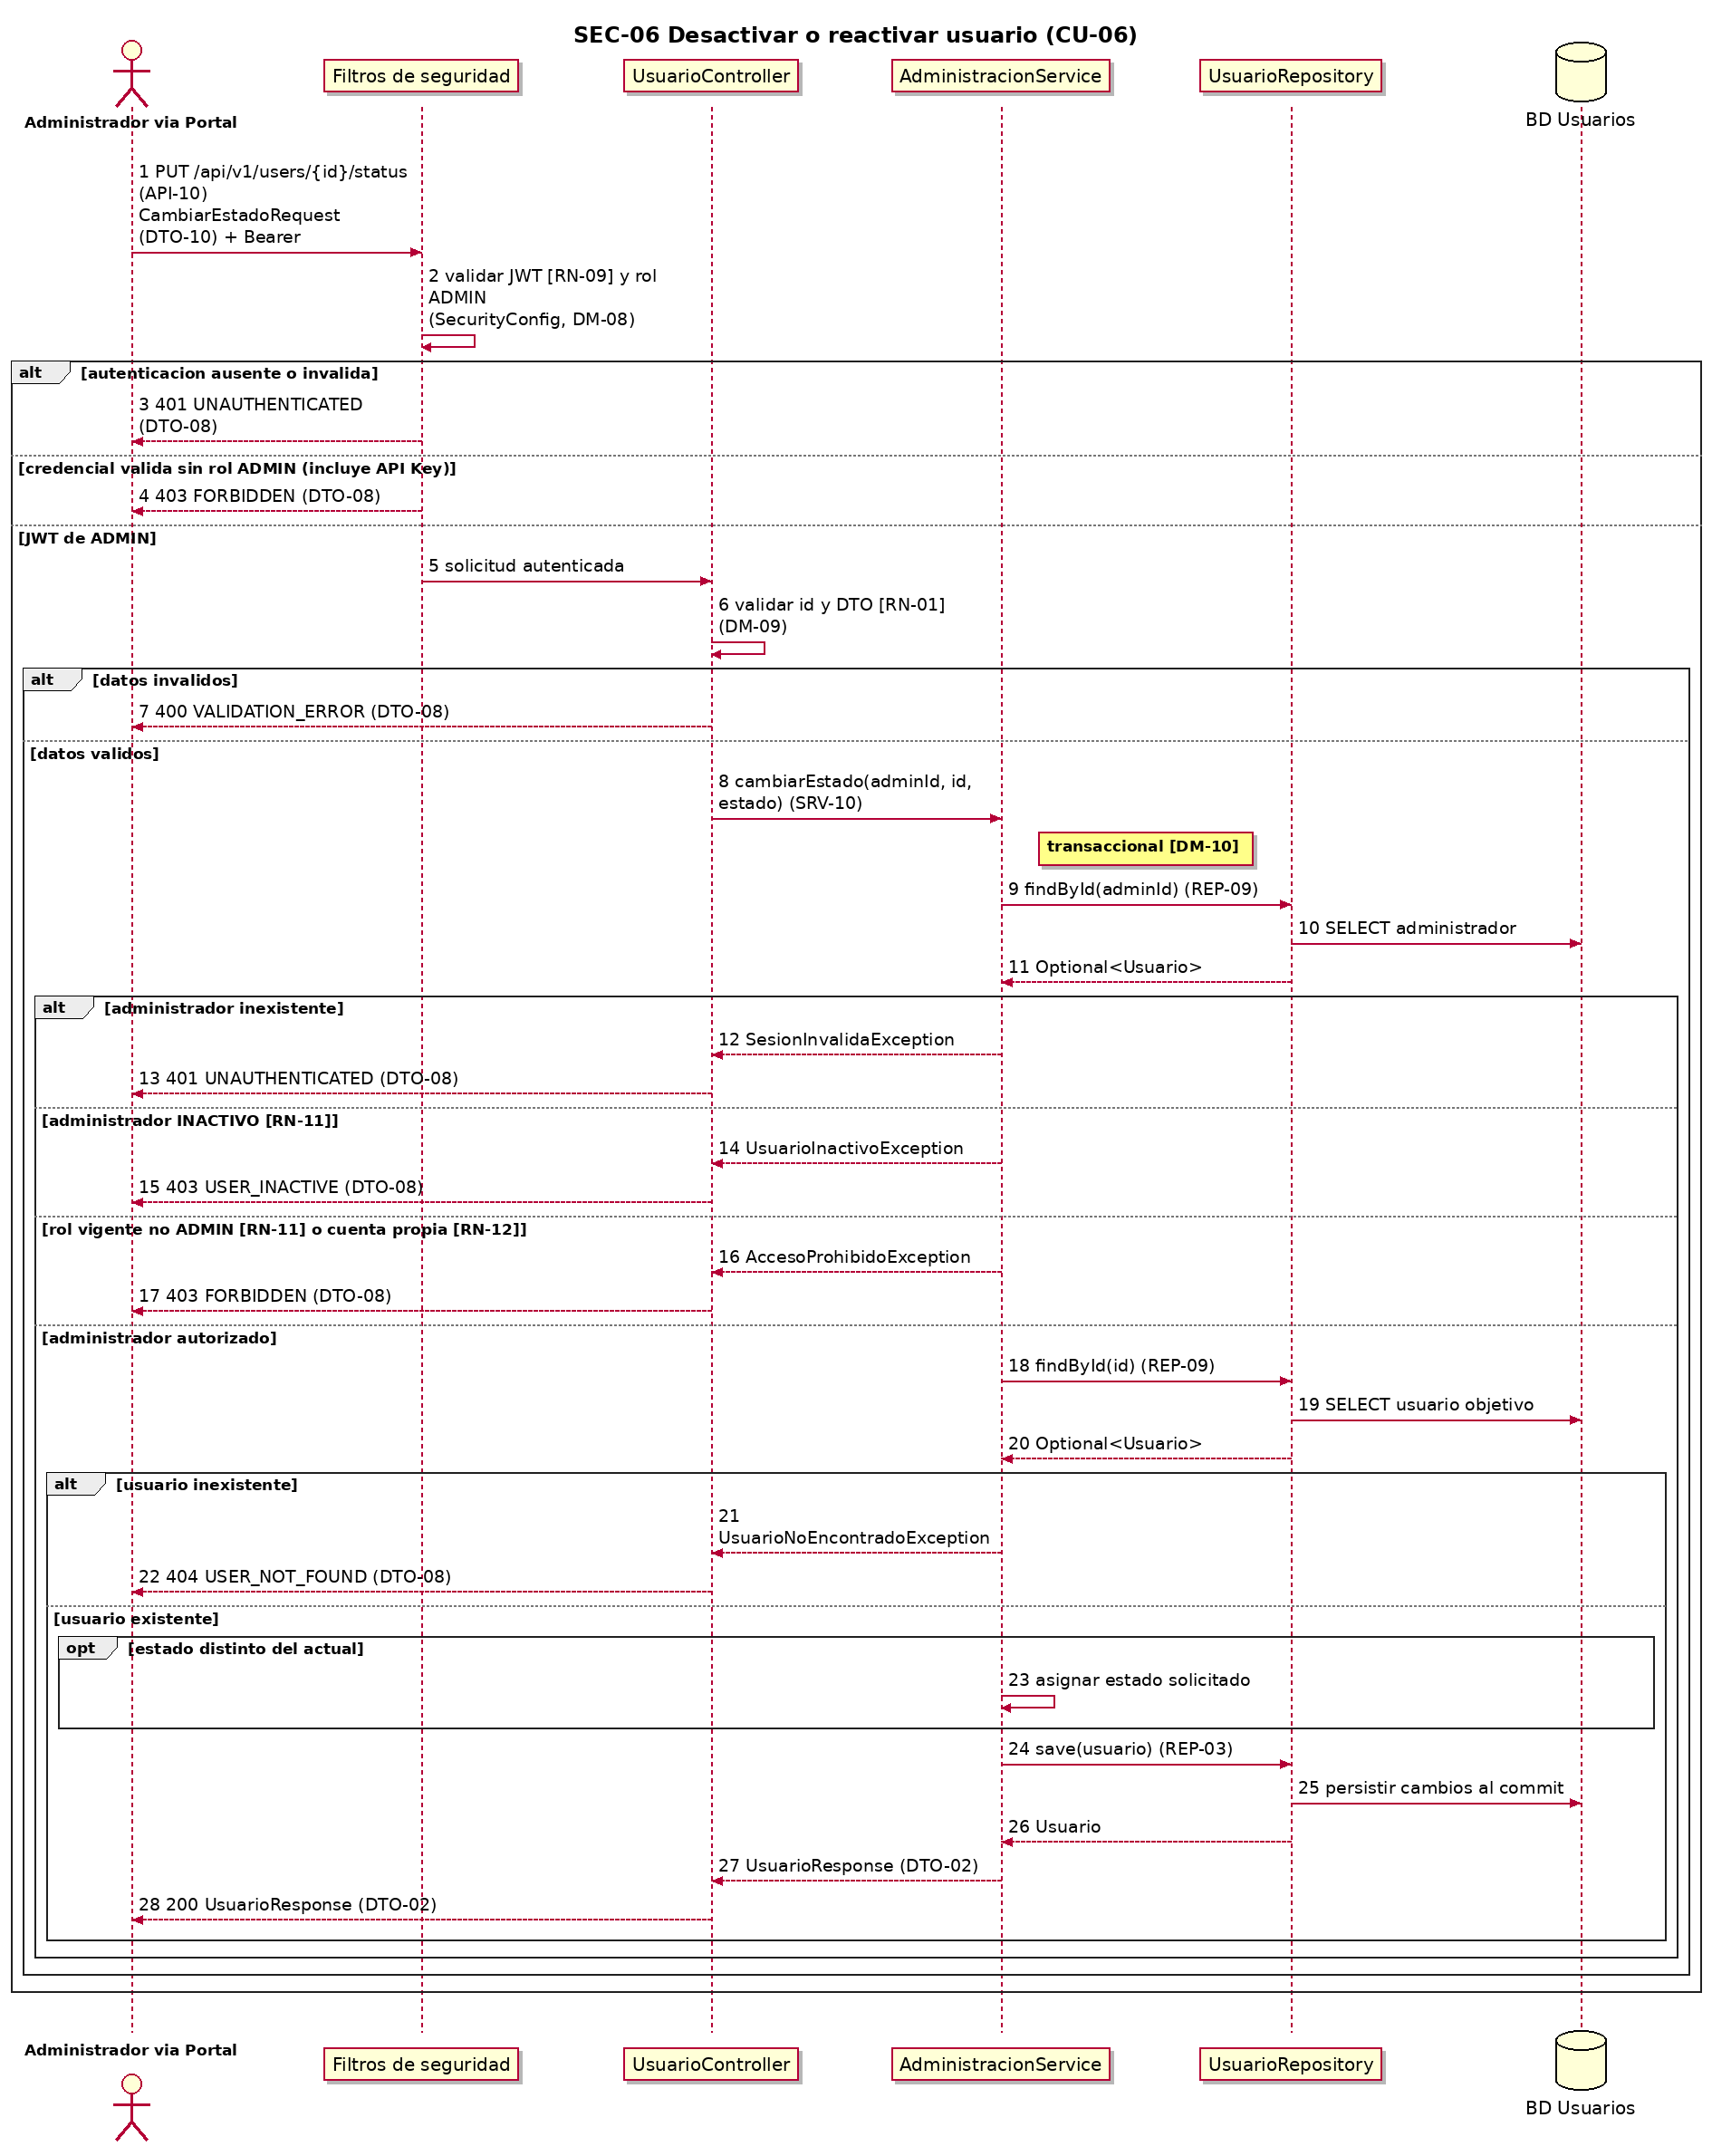 SEC-06 Desactivar o reactivar usuario (CU-06)
Administrador via Portal
Filtros de seguridad
UsuarioController
AdministracionService
UsuarioRepository
BD Usuarios
1 PUT /api/v1/users/{id}/status
(API-10)
CambiarEstadoRequest
(DTO-10) + Bearer
2 validar JWT [RN-09] y rol
ADMIN
(SecurityConfig, DM-08)
alt [autenticacion ausente o invalida]
3 401 UNAUTHENTICATED
(DTO-08)
[credencial valida sin rol ADMIN (incluye API Key)]
4 403 FORBIDDEN (DTO-08)
[JWT de ADMIN]
5 solicitud autenticada
6 validar id y DTO [RN-01]
(DM-09)
alt [datos invalidos]
7 400 VALIDATION_ERROR (DTO-08)
[datos validos]
8 cambiarEstado(adminId, id,
estado) (SRV-10)
transaccional [DM-10]
9 findById(adminId) (REP-09)
10 SELECT administrador
11 Optional<Usuario>
alt [administrador inexistente]
12 SesionInvalidaException
13 401 UNAUTHENTICATED (DTO-08)
[administrador INACTIVO [RN-11]]
14 UsuarioInactivoException
15 403 USER_INACTIVE (DTO-08)
[rol vigente no ADMIN [RN-11] o cuenta propia [RN-12]]
16 AccesoProhibidoException
17 403 FORBIDDEN (DTO-08)
[administrador autorizado]
18 findById(id) (REP-09)
19 SELECT usuario objetivo
20 Optional<Usuario>
alt [usuario inexistente]
21
UsuarioNoEncontradoException
22 404 USER_NOT_FOUND (DTO-08)
[usuario existente]
opt [estado distinto del actual]
23 asignar estado solicitado
24 save(usuario) (REP-03)
25 persistir cambios al commit
26 Usuario
27 UsuarioResponse (DTO-02)
28 200 UsuarioResponse (DTO-02)
Administrador via Portal
Filtros de seguridad
UsuarioController
AdministracionService
UsuarioRepository
BD Usuarios